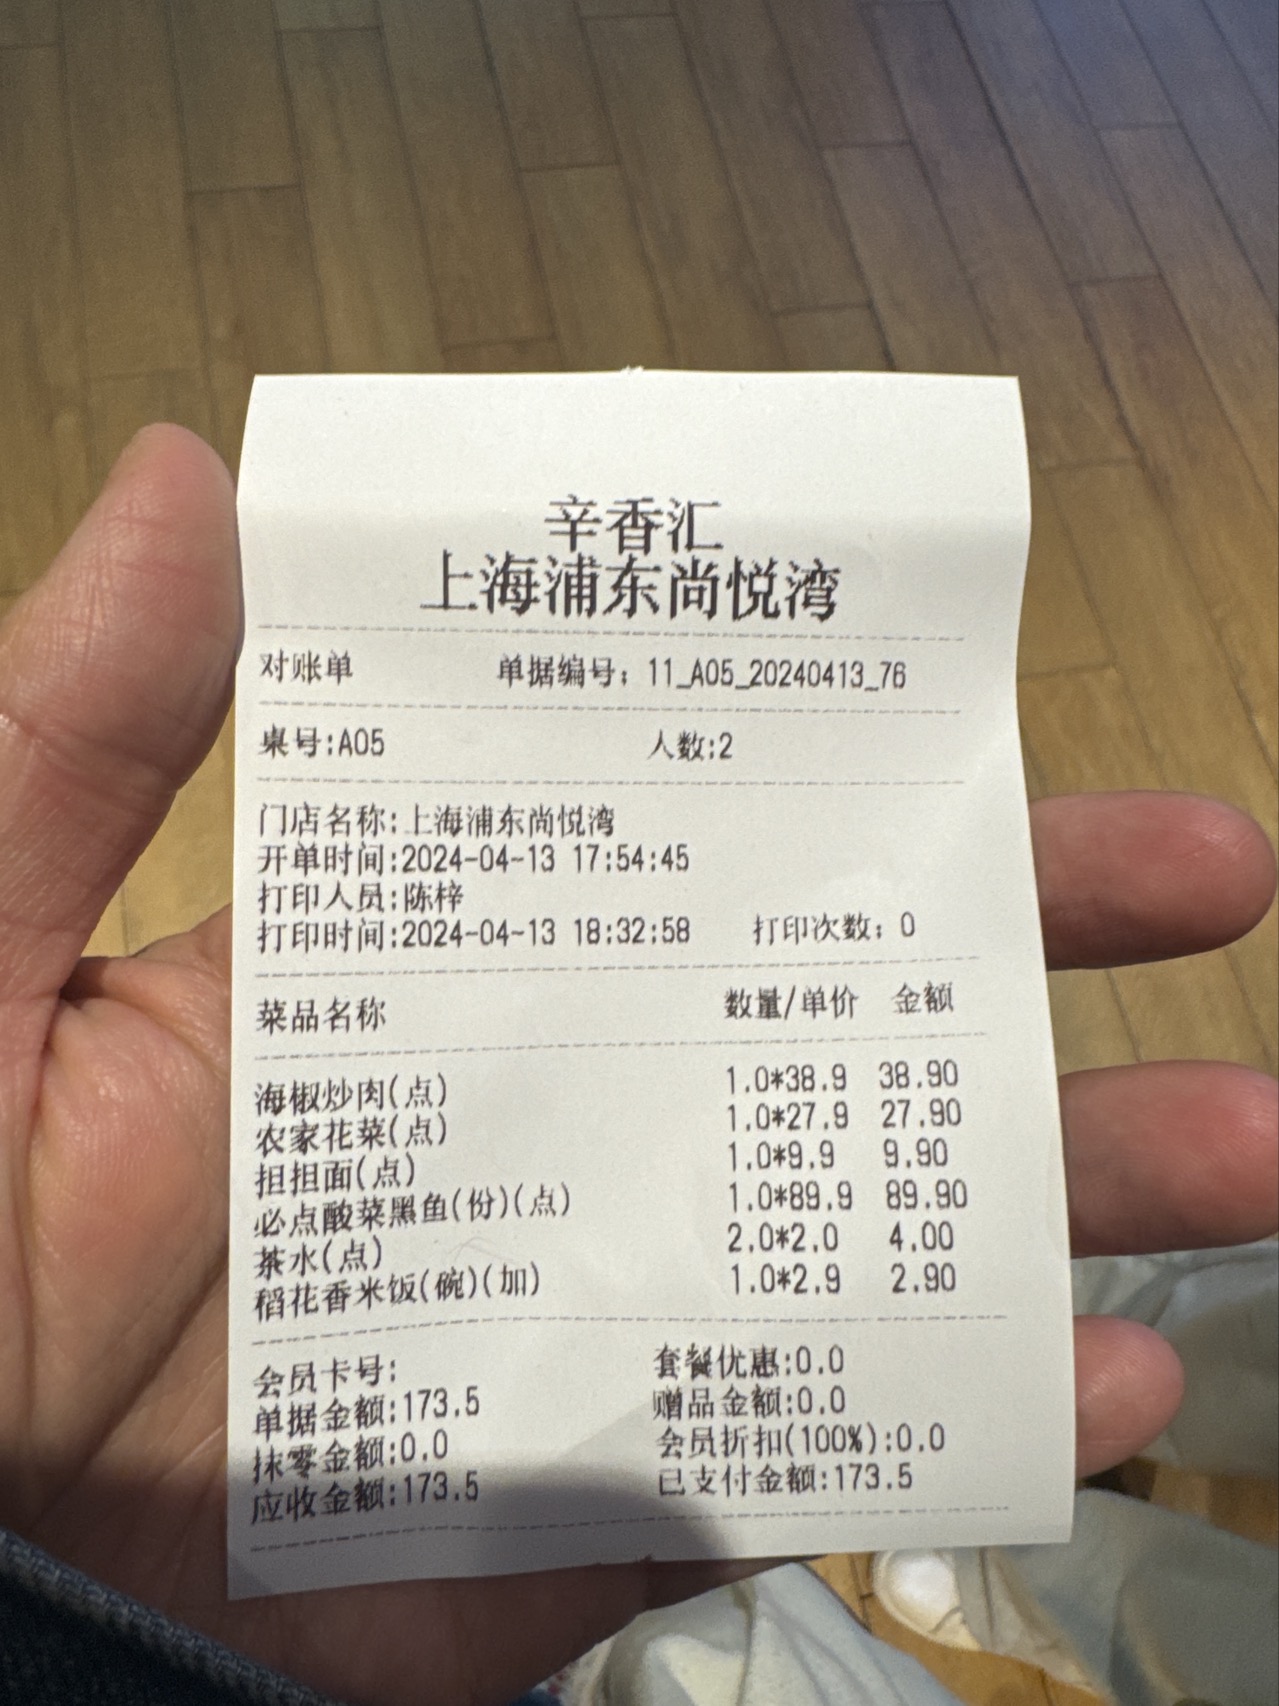 辛香汇
上海浦东尚悦湾
对账单 单据编号: 11_A05_20240413_76
桌号:A05 人数:2
门店名称:上海浦东尚悦湾
开单时间:2024-04-13 17:54:45
打印人员:陈梓
打印时间:2024-04-13 18:32:58 打印次数: 0
菜品名称 数量/单价 金额
海椒炒肉(点) 1.0*38.9 38.90
农家花菜(点) 1.0*27.9 27.90
担担面(点) 1.0*9.9 9.90
必点酸菜黑鱼(份)(点) 1.0*89.9 89.90
茶水(点) 2.0*2.0 4.00
稻花香米饭(碗)(加) 1.0*2.9 2.90
会员卡号: 套餐优惠:0.0
单据金额:173.5 赠品金额:0.0
抹零金额:0.0 会员折扣(100%):0.0
应收金额:173.5 已支付金额:173.5